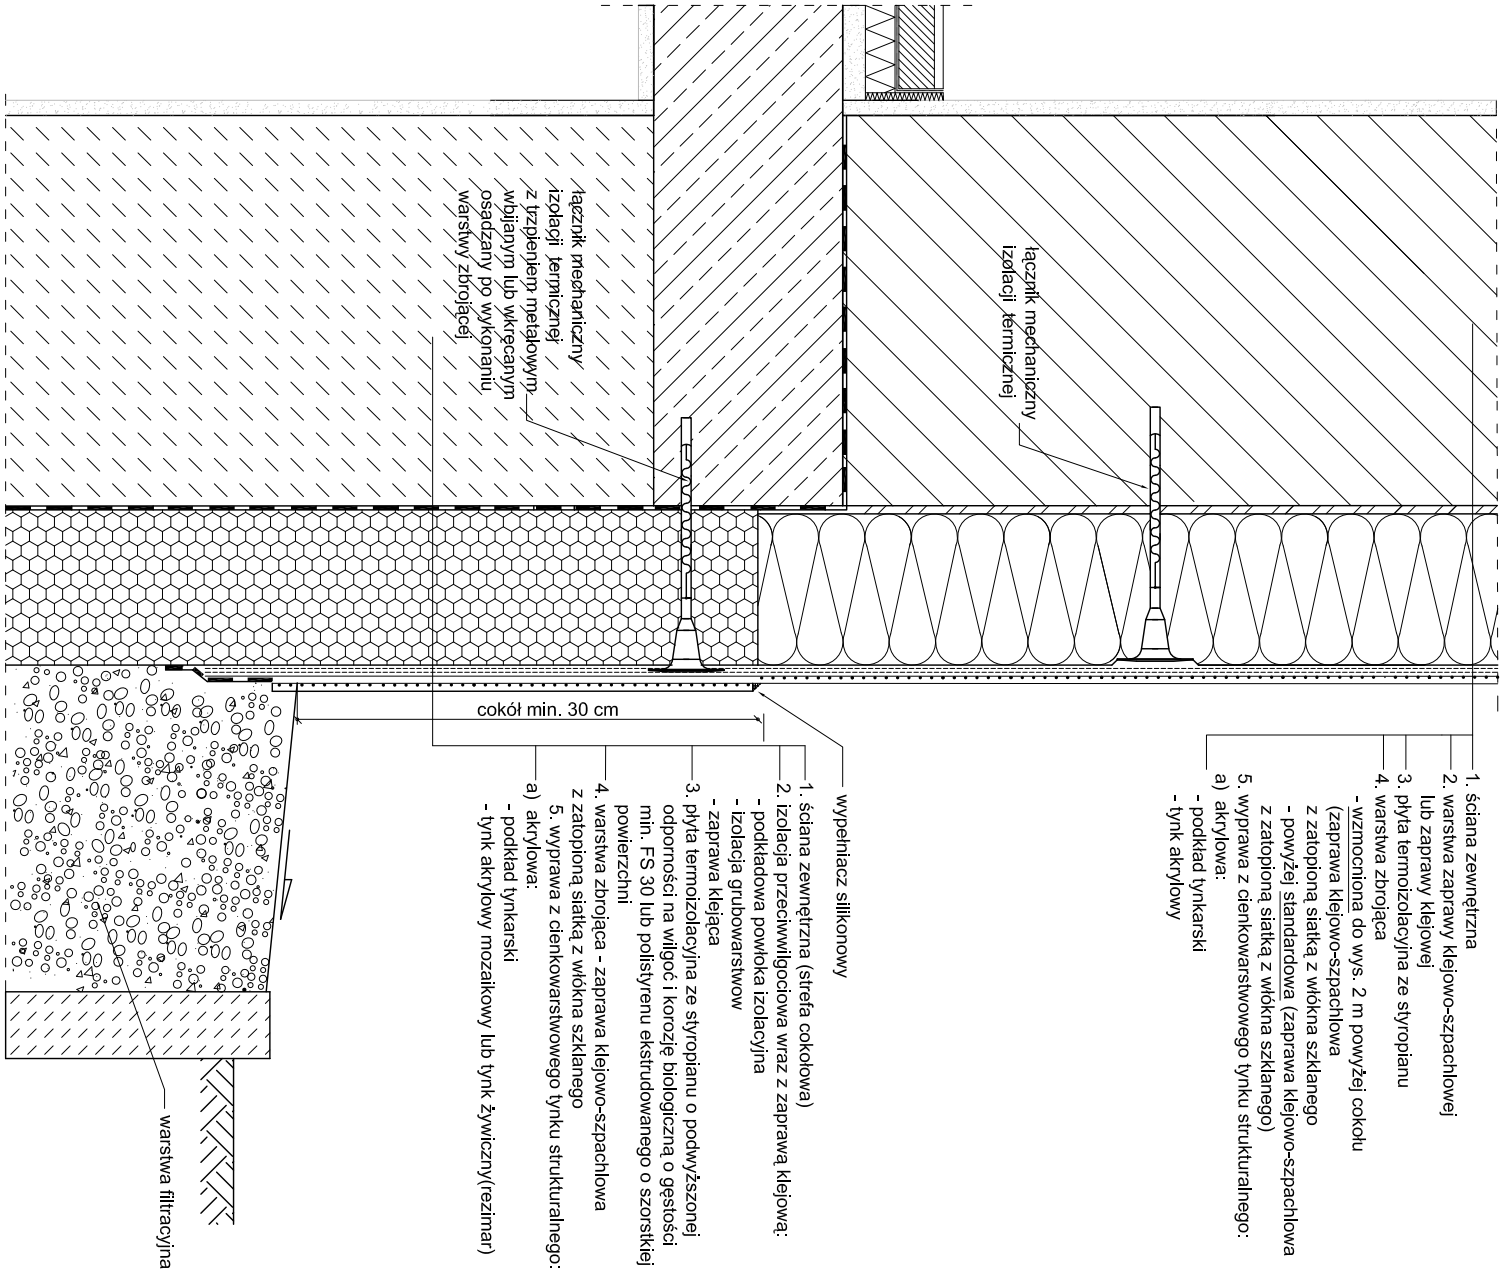 łącznik mechaniczny
izolacji termicznej
1. ściana zewnętrzna
2. warstwa zaprawy klejowo-szpachlowej
lub zaprawy klejowej
3. płyta termoizolacyjna ze styropianu
4. warstwa zbrojąca
- wzmocniona do wys. 2 m powyżej cokołu
(zaprawa klejowo-szpachlowa
z zatopioną siatką z włókna szklanego
- powyżej standardowa (zaprawa klejowo-szpachlowa
z zatopioną siatką z włókna szklanego)
5. wyprawa z cienkowarstwowego tynku strukturalnego:
a) akrylowa:
- podkład tynkarski
- tynk akrylowy
łącznik mechaniczny
izolacji termicznej
z trzpieniem metalowym
wbijanym lub wkręcanym
osadzany po wykonaniu
warstwy zbrojącej
wypełniacz silikonowy
cokół min. 30 cm
1. ściana zewnętrzna (strefa cokołowa)
2. izolacja przeciwwilgociowa wraz z zaprawą klejową:
- podkładowa powłoka izolacyjna
- izolacja grubowarstwow
- zaprawa klejąca
3. płyta termoizolacyjna ze styropianu o podwyższonej
odporności na wilgoć i korozję biologiczną o gęstości
min. FS 30 lub polistyrenu ekstrudowanego o szorstkiej
powierzchni
4. warstwa zbrojąca - zaprawa klejowo-szpachlowa
z zatopioną siatką z włókna szklanego
5. wyprawa z cienkowarstwowego tynku strukturalnego:
a) akrylowa:
- podkład tynkarski
- tynk akrylowy mozaikowy lub tynk żywiczny(rezimar)
warstwa filtracyjna